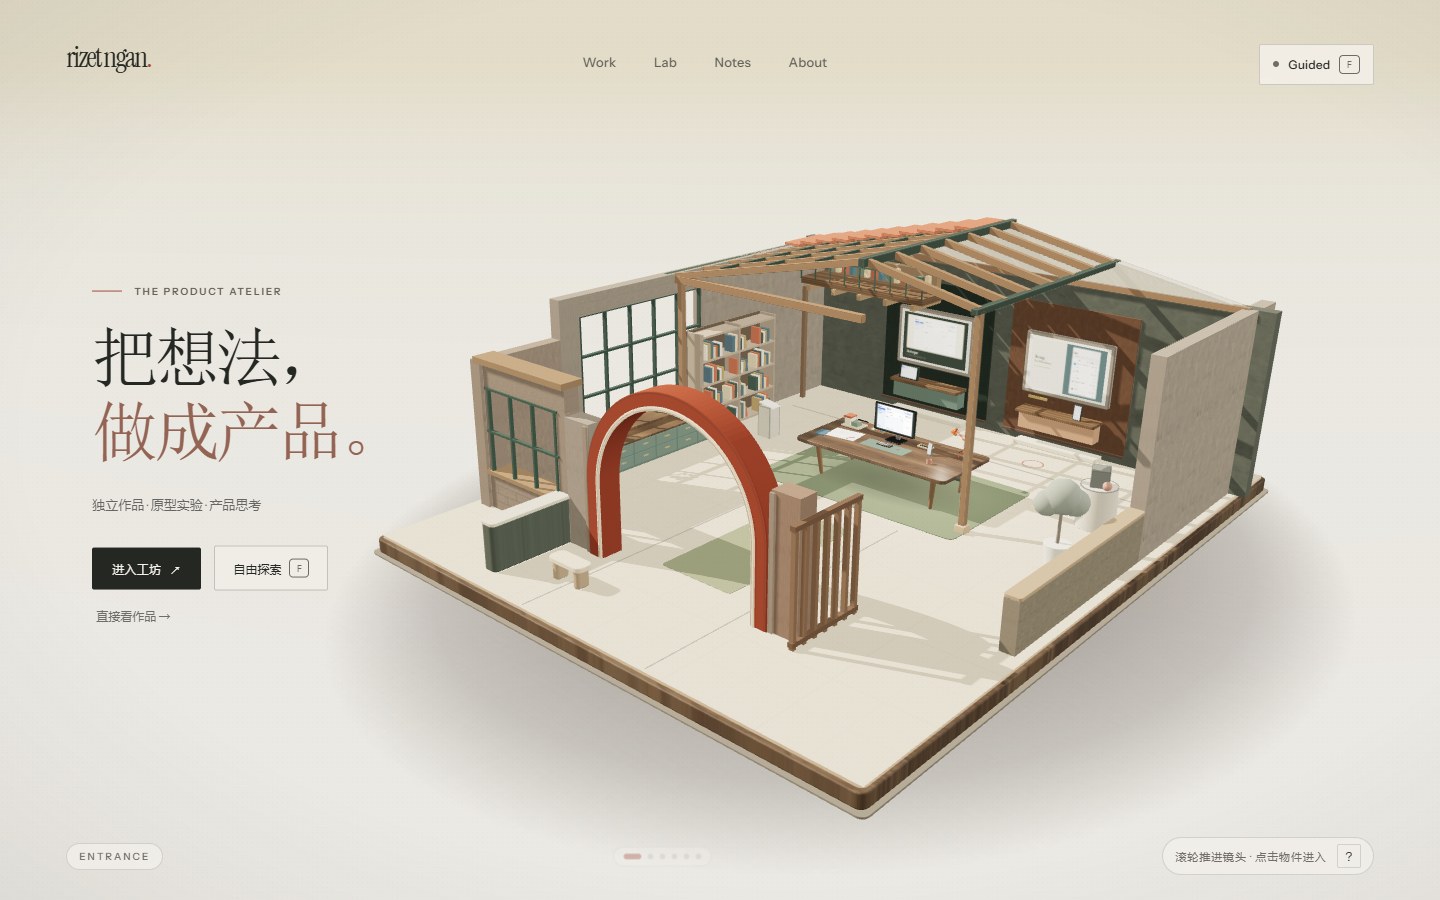 rizetngan.
Work
Lab
Notes
About
Guided F
THE PRODUCT ATELIER
把想法，
做成产品。
独立作品·原型实验·产品思考
进入工坊 ↗
自由探索 F
直接看作品→
ENTRANCE
滚轮推进镜头 · 点击物件进入 ?